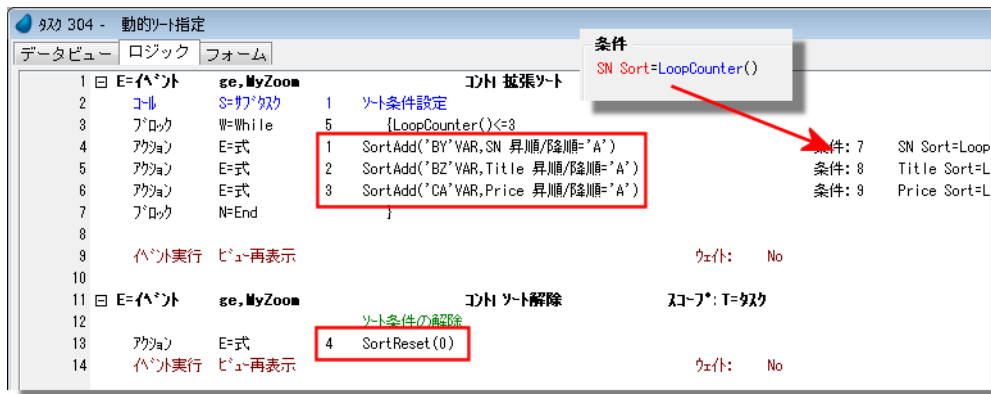 タスク 304 - 動的ソート指定
データビュー ロジック フォーム
条件
SN Sort=LoopCounter()
1 E=イベント ge,MyZoom コントロ 拡張ソート
2 コール S=サブタスク 1 ソート条件設定
3 ブロック W=While 5 {LoopCounter()<=3
4 アクション E=式 1 SortAdd('BY'VAR,SN 昇順/降順='A') 条件: 7 SN Sort=Loop
5 アクション E=式 2 SortAdd('BZ'VAR,Title 昇順/降順='A') 条件: 8 Title Sort=L
6 アクション E=式 3 SortAdd('CA'VAR,Price 昇順/降順='A') 条件: 9 Price Sort=L
7 ブロック N=End }
8
9 イベント実行 ビュー再表示 ウェイト: No
10
11 E=イベント ge,MyZoom コントロ ソート解除 スコープ: T=タスク
12 ソート条件の解除
13 アクション E=式 4 SortReset(0)
14 イベント実行 ビュー再表示 ウェイト: No